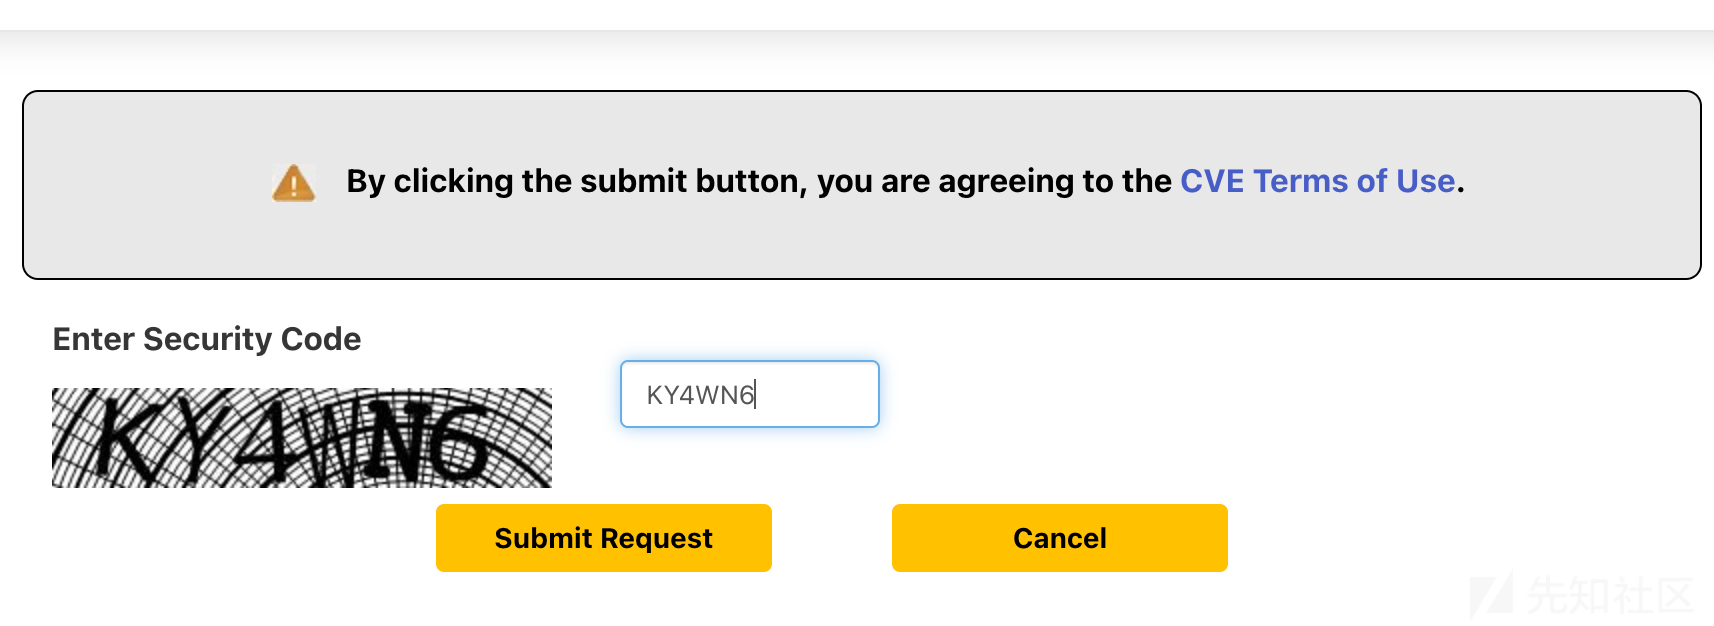 By clicking the submit button, you are agreeing to the CVE Terms of Use.
Enter Security Code
KY4WN6
KY4WN6
Submit Request
Cancel
先知社区